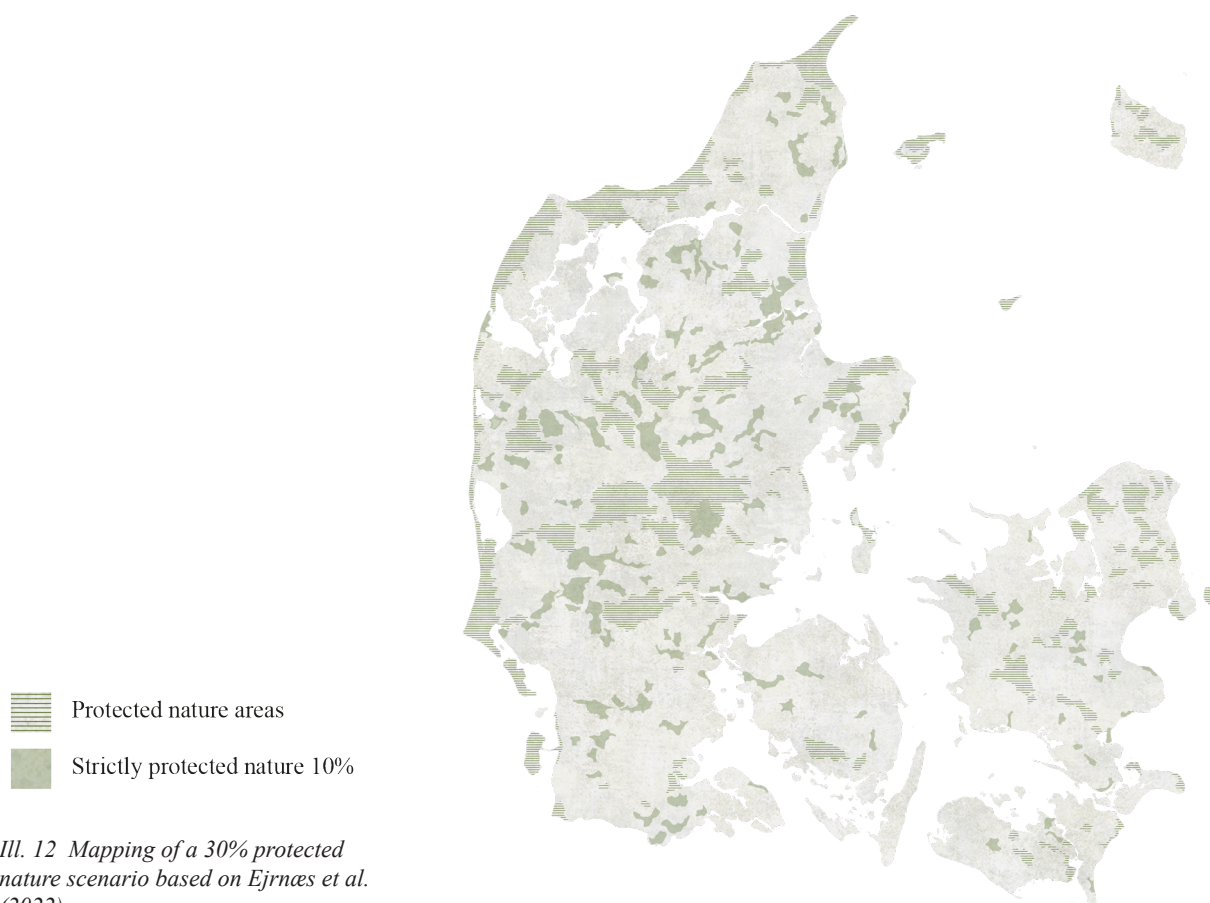 Protected nature areas
Strictly protected nature 10%
Ill. 12 Mapping of a 30% protected
nature scenario based on Ejrnæs et al.